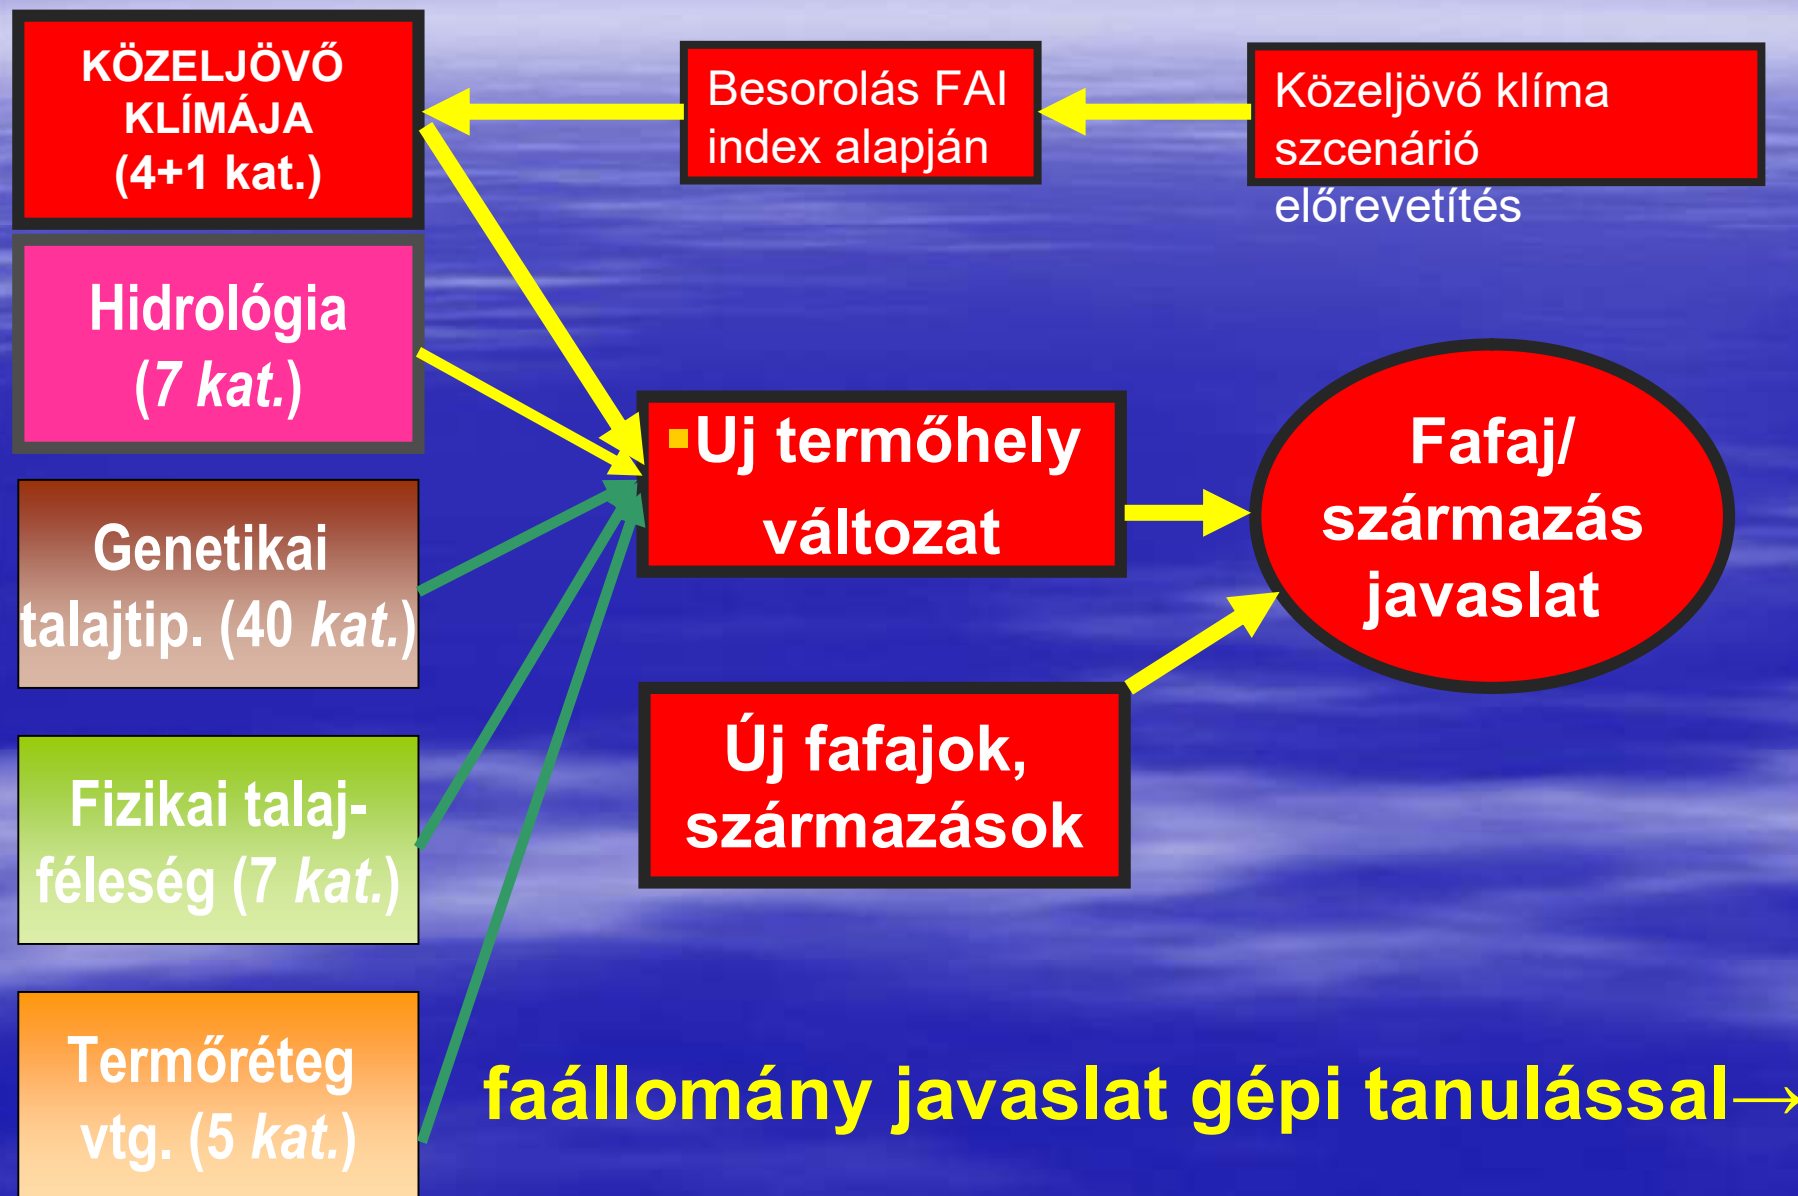 KÖZELJÖVŐ
KLÍMÁJA
(4+1 kat.)
Besorolás FAI
index alapján
Közeljövő klíma
szcenárió
előrevetítés
Hidrológia
(7 kat.)
Genetikai
talajtip. (40 kat.)
Fizikai talaj-
féleség (7 kat.)
Termőréteg
vtg. (5 kat.)
▪Uj termőhely
változat
Új fafajok,
származások
Fafaj/
származás
javaslat
faállomány javaslat gépi tanulással→